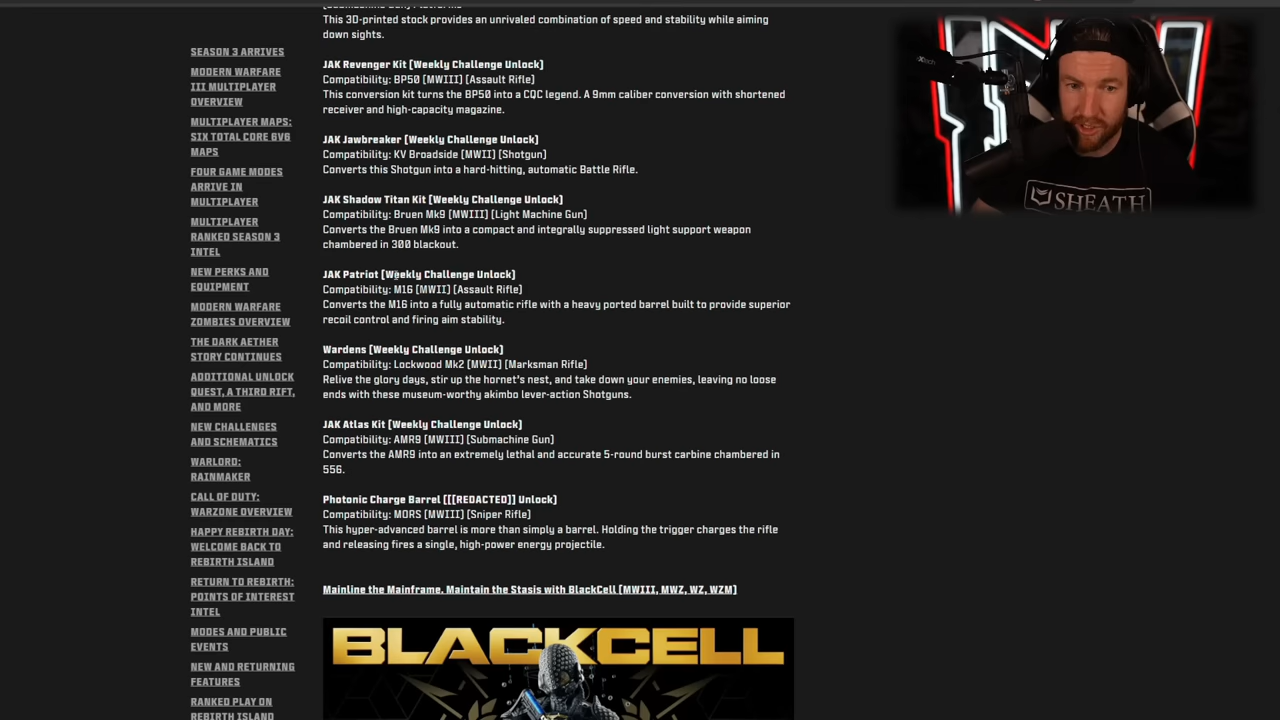 This 3D-printed stock provides an unrivaled combination of speed and stability while aiming
down sights.
JAK Revenger Kit [Weekly Challenge Unlock]
Compatibility: BP50 [MWIII] [Assault Rifle]
This conversion kit turns the BP50 into a CQC legend. A 9mm caliber conversion with shortened
receiver and high-capacity magazine.
JAK Jawbreaker [Weekly Challenge Unlock]
Compatibility: KV Broadside [MWII] [Shotgun]
Converts this Shotgun into a hard-hitting, automatic Battle Rifle.
JAK Shadow Titan Kit [Weekly Challenge Unlock]
Compatibility: Bruen Mk9 [MWIII] [Light Machine Gun]
Converts the Bruen Mk9 into a compact and integrally suppressed light support weapon
chambered in 300 blackout.
JAK Patriot [Weekly Challenge Unlock]
Compatibility: M16 [MWII] [Assault Rifle]
Converts the M16 into a fully automatic rifle with a heavy ported barrel built to provide superior
recoil control and firing aim stability.
Wardens [Weekly Challenge Unlock]
Compatibility: Lockwood Mk2 [MWII] [Marksman Rifle]
Relive the glory days, stir up the hornet's nest, and take down your enemies, leaving no loose
ends with these museum-worthy akimbo lever-action Shotguns.
JAK Atlas Kit [Weekly Challenge Unlock]
Compatibility: AMR9 [MWIII] [Submachine Gun]
Converts the AMR9 into an extremely lethal and accurate 5-round burst carbine chambered in
556.
Photonic Charge Barrel [[[REDACTED]] Unlock]
Compatibility: MORS [MWIII] [Sniper Rifle]
This hyper-advanced barrel is more than simply a barrel. Holding the trigger charges the rifle
and releasing fires a single, high-power energy projectile.
Mainline the Mainframe, Maintain the Stasis with BlackCell [MWIII, MWZ, WZ, WZM]
BLACKCELL
SEASON 3 ARRIVES
MODERN WARFARE
III MULTIPLAYER
OVERVIEW
MULTIPLAYER MAPS:
SIX TOTAL CORE 6V6
MAPS
FOUR GAME MODES
ARRIVE IN
MULTIPLAYER
MULTIPLAYER
RANKED SEASON 3
INTEL
NEW PERKS AND
EQUIPMENT
MODERN WARFARE
ZOMBIES OVERVIEW
THE DARK AETHER
STORY CONTINUES
ADDITIONAL UNLOCK
QUEST, A THIRD RIFT,
AND MORE
NEW CHALLENGES
AND SCHEMATICS
WARLORD:
RAINMAKER
CALL OF DUTY:
WARZONE OVERVIEW
HAPPY REBIRTH DAY:
WELCOME BACK TO
REBIRTH ISLAND
RETURN TO REBIRTH:
POINTS OF INTEREST
INTEL
MODES AND PUBLIC
EVENTS
NEW AND RETURNING
FEATURES
RANKED PLAY ON
REBIRTH ISLAND
SHEATH